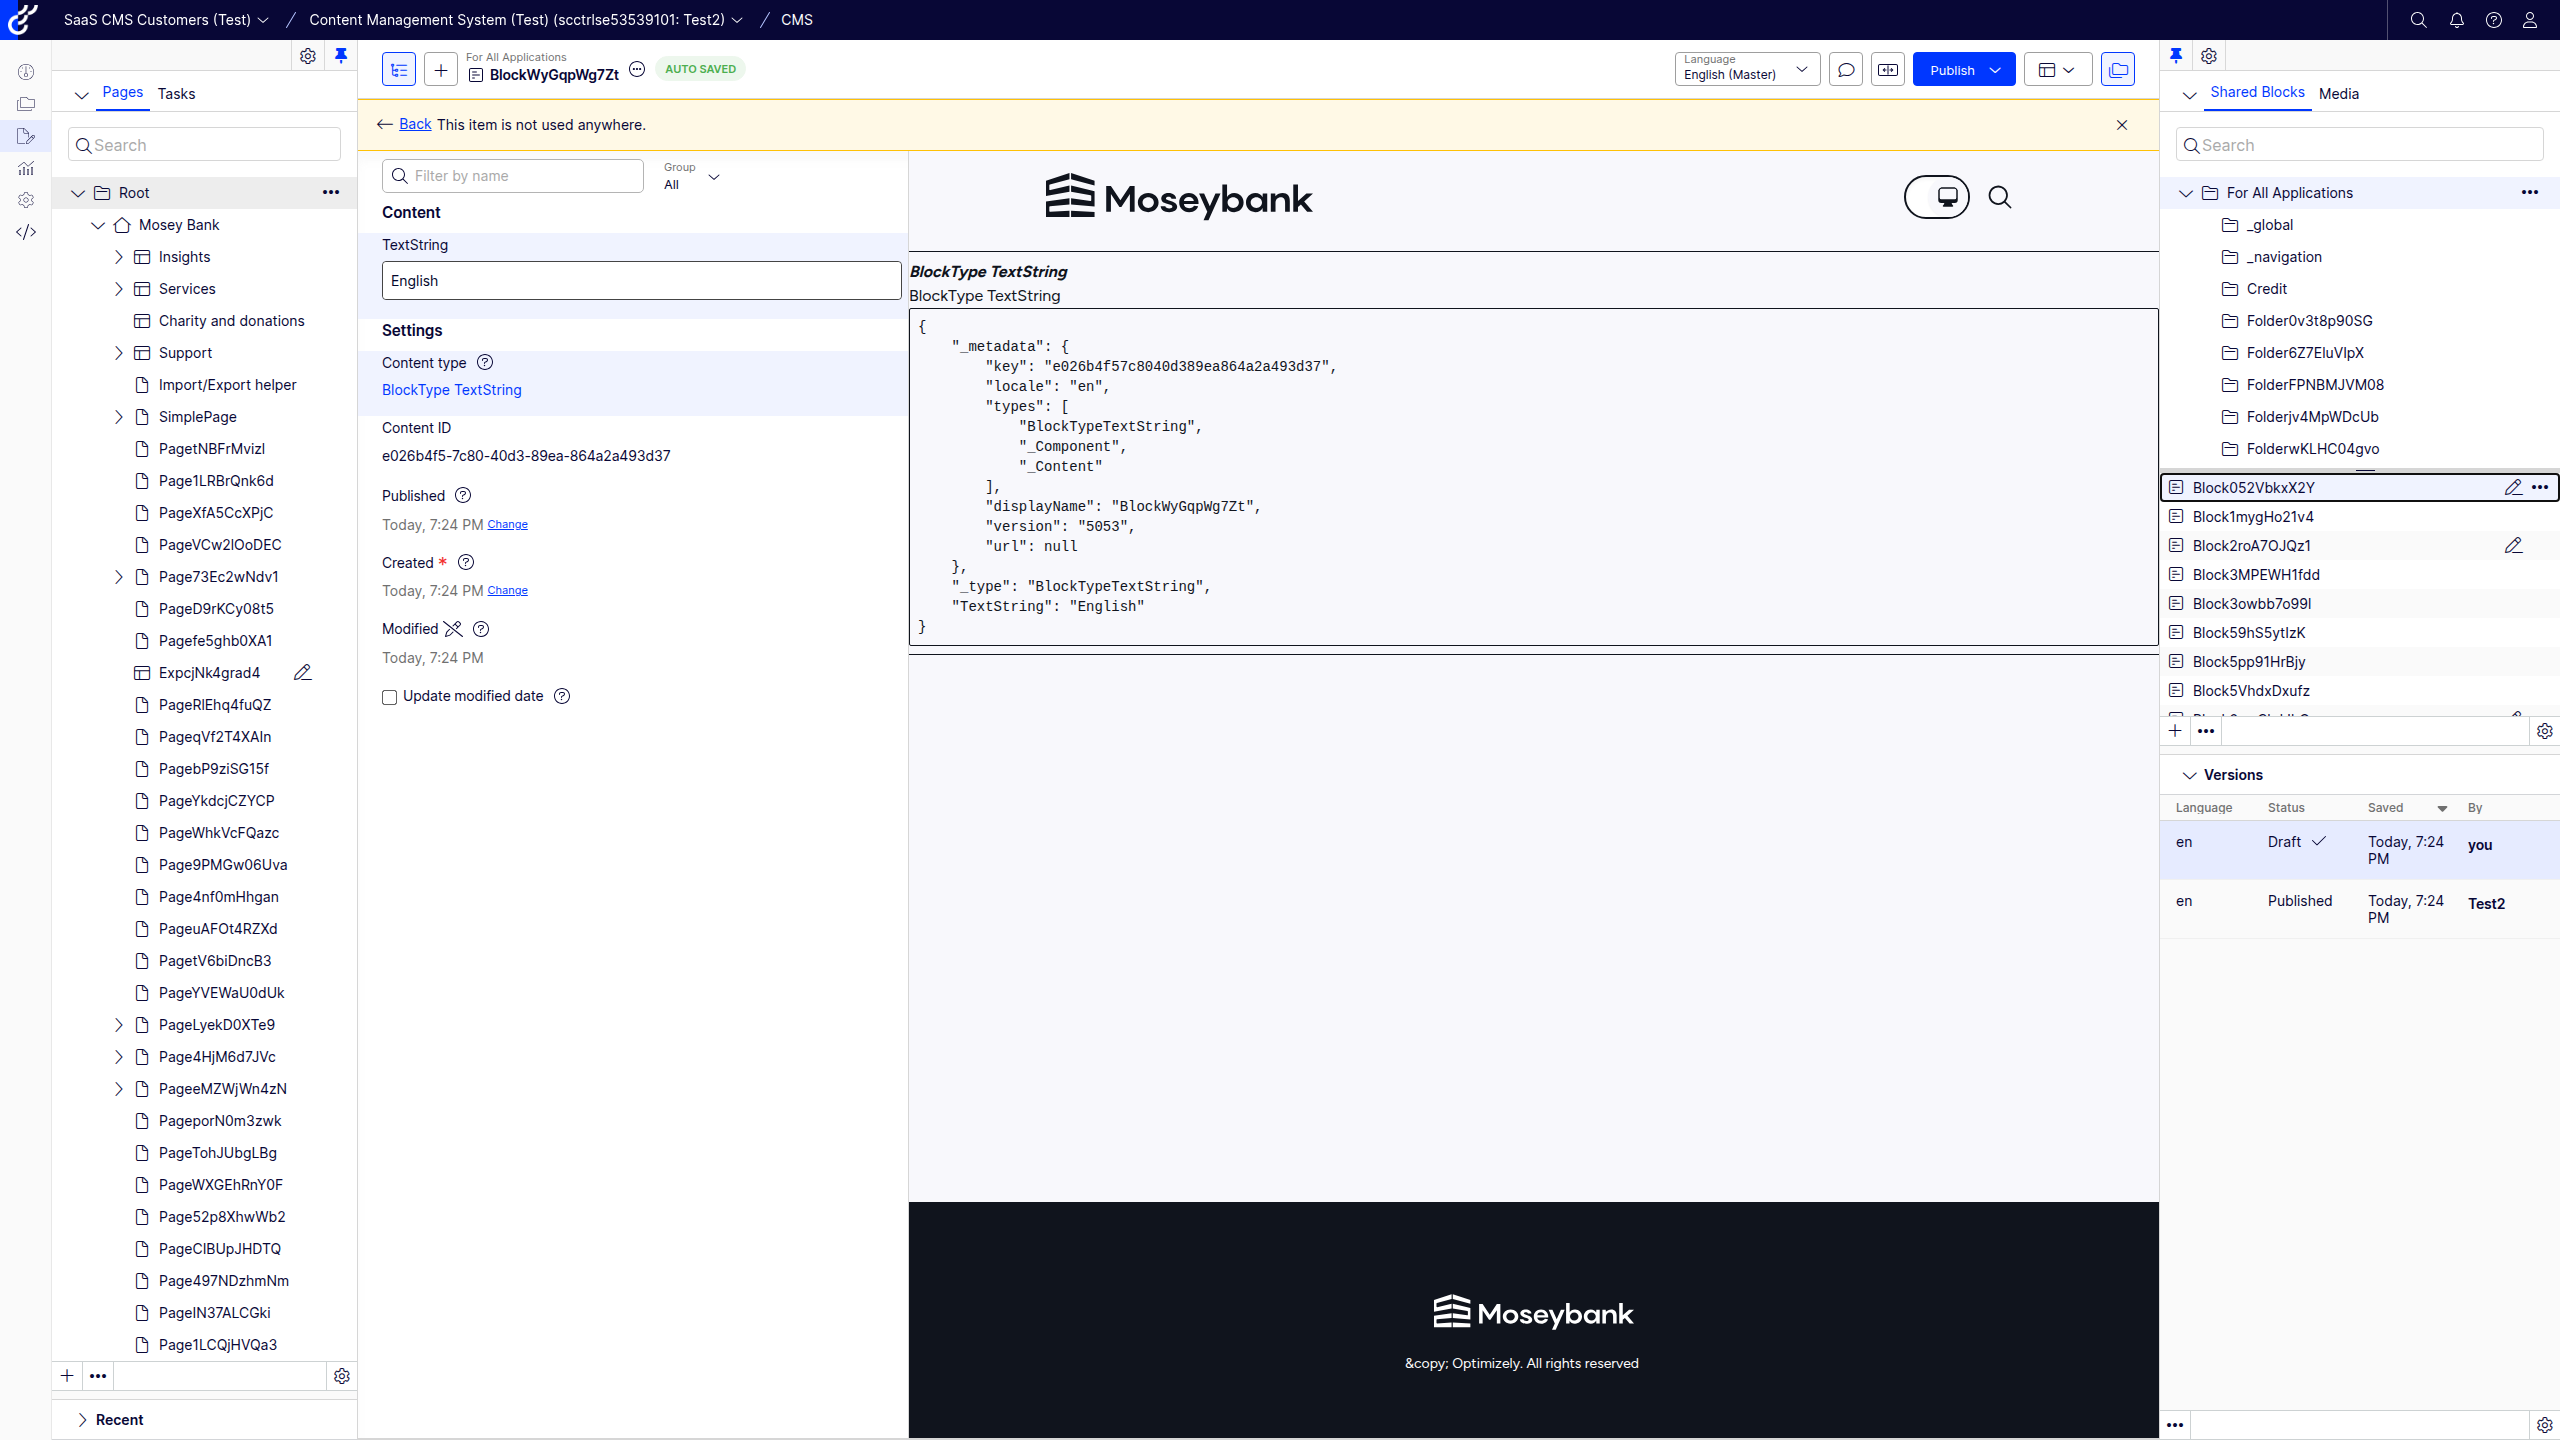 SaaS CMS Customers (Test) / Content Management System (Test) (scctrlse53539101: Test2) / CMS
Pages Tasks
Search
Root
Mosey Bank
Insights
Services
Charity and donations
Support
Import/Export helper
SimplePage
PagetNBFrMvizl
Page1LRBrQnk6d
PageXfA5CcXPjC
PageVCw2lOoDEC
Page73Ec2wNdv1
PageD9rKCy08t5
Pagefe5ghb0XA1
ExpcjNk4grad4
PageRlEhq4fuQZ
PageqVf2T4XAln
PagebP9ziSG15f
PageYkdcjCZYCP
PageWhkVcFQazc
Page9PMGw06Uva
Page4nf0mHhgan
PageuAFOt4RZXd
PagetV6biDncB3
PageYVEWaU0dUk
PageLyekD0XTe9
Page4HjM6d7JVc
PageeMZWjWn4zN
PageporN0m3zwk
PageTohJUbgLBg
PageWXGEhRnY0F
Page52p8XhwWb2
PageClBUpJHDTQ
Page497NDzhmNm
PageIN37ALCGki
Page1LCQjHVQa3
Recent
For All Applications
BlockWyGqpWg7Zt
AUTO SAVED
Language
English (Master)
Publish
Back This item is not used anywhere.
Filter by name
Group
All
Content
TextString
English
Settings
Content type
BlockType TextString
Content ID
e026b4f5-7c80-40d3-89ea-864a2a493d37
Published
Today, 7:24 PM Change
Created *
Today, 7:24 PM Change
Modified
Today, 7:24 PM
Update modified date
Moseybank
BlockType TextString
BlockType TextString
{
"_metadata": {
"key": "e026b4f57c8040d389ea864a2a493d37",
"locale": "en",
"types": [
"BlockTypeTextString",
"_Component",
"_Content"
],
"displayName": "BlockWyGqpWg7Zt",
"version": "5053",
"url": null
},
"_type": "BlockTypeTextString",
"TextString": "English"
}
Moseybank
&copy; Optimizely. All rights reserved
Shared Blocks Media
Search
For All Applications
_global
_navigation
Credit
Folder0v3t8p90SG
Folder6Z7EIuVlpX
FolderFPNBMJVM08
Folderjv4MpWDcUb
FolderwKLHC04gvo
Block052VbkxX2Y
Block1mygHo21v4
Block2roA7OJQz1
Block3MPEWH1fdd
Block3owbb7o99l
Block59hS5ytIzK
Block5pp91HrBjy
Block5VhdxDxufz
Versions
Language Status Saved By
en Draft Today, 7:24 PM you
en Published Today, 7:24 PM Test2